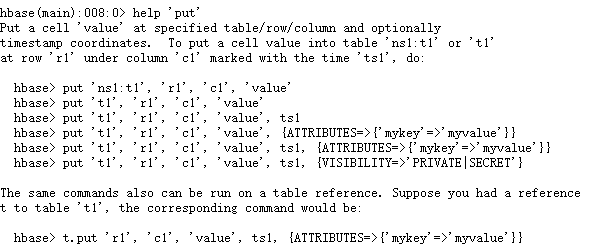 hbase(main):008:0> help 'put'
Put a cell 'value' at specified table/row/column and optionally
timestamp coordinates.  To put a cell value into table 'ns1:t1' or 't1'
at row 'r1' under column 'c1' marked with the time 'ts1', do:
  hbase> put 'ns1:t1', 'r1', 'c1', 'value'
  hbase> put 't1', 'r1', 'c1', 'value'
  hbase> put 't1', 'r1', 'c1', 'value', ts1
  hbase> put 't1', 'r1', 'c1', 'value', {ATTRIBUTES=>{'mykey'=>'myvalue'}}
  hbase> put 't1', 'r1', 'c1', 'value', ts1, {ATTRIBUTES=>{'mykey'=>'myvalue'}}
  hbase> put 't1', 'r1', 'c1', 'value', ts1, {VISIBILITY=>'PRIVATE|SECRET'}
The same commands also can be run on a table reference. Suppose you had a reference
t to table 't1', the corresponding command would be:
  hbase> t.put 'r1', 'c1', 'value', ts1, {ATTRIBUTES=>{'mykey'=>'myvalue'}}